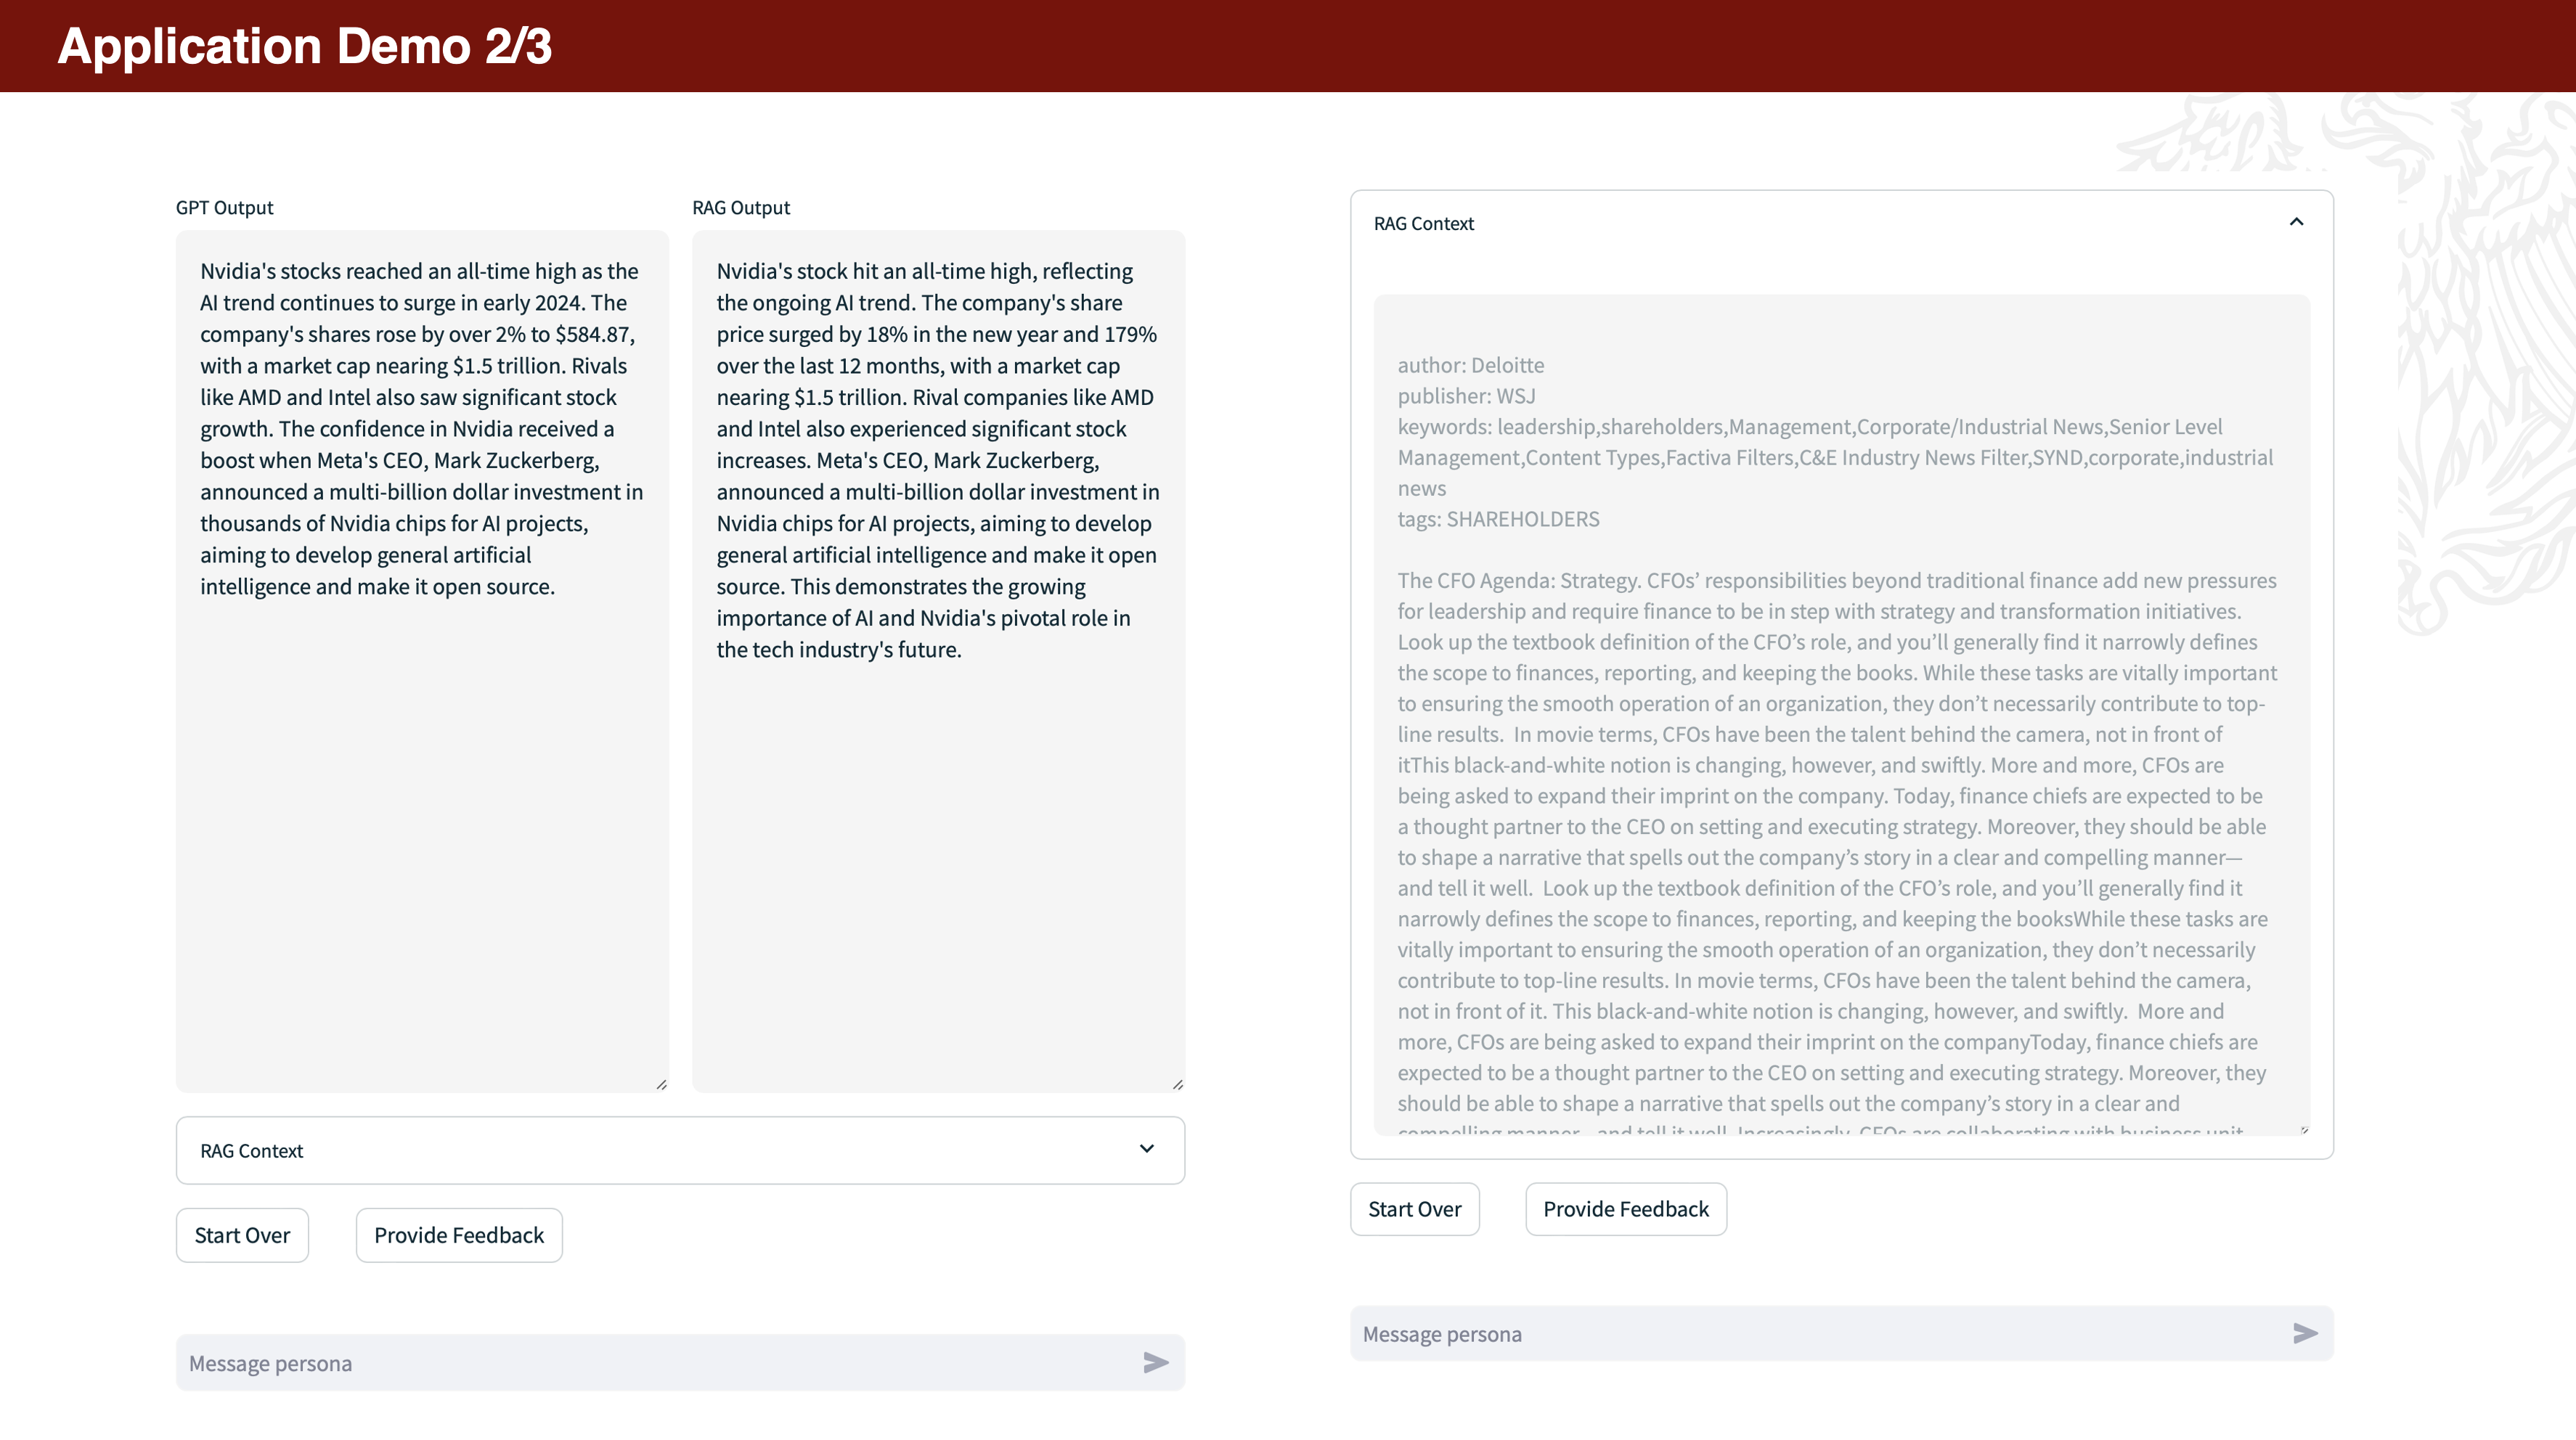 Application Demo 2/3
GPT Output
Nvidia's stocks reached an all-time high as the
AI trend continues to surge in early 2024. The
company's shares rose by over 2% to $584.87,
with a market cap nearing $1.5 trillion. Rivals
like AMD and Intel also saw significant stock
growth. The confidence in Nvidia received a
boost when Meta's CEO, Mark Zuckerberg,
announced a multi-billion dollar investment in
thousands of Nvidia chips for AI projects,
aiming to develop general artificial
intelligence and make it open source.
RAG Output
Nvidia's stock hit an all-time high, reflecting
the ongoing AI trend. The company's share
price surged by 18% in the new year and 179%
over the last 12 months, with a market cap
nearing $1.5 trillion. Rival companies like AMD
and Intel also experienced significant stock
increases. Meta's CEO, Mark Zuckerberg,
announced a multi-billion dollar investment in
Nvidia chips for AI projects, aiming to develop
general artificial intelligence and make it open
source. This demonstrates the growing
importance of AI and Nvidia's pivotal role in
the tech industry's future.
RAG Context
Start Over
Provide Feedback
Message persona
RAG Context
author: Deloitte
publisher: WSJ
keywords: leadership,shareholders,Management,Corporate/Industrial News,Senior Level
Management,Content Types,Factiva Filters,C&E Industry News Filter,SYND,corporate,industrial
news
tags: SHAREHOLDERS
The CFO Agenda: Strategy. CFOs’ responsibilities beyond traditional finance add new pressures
for leadership and require finance to be in step with strategy and transformation initiatives.
Look up the textbook definition of the CFO’s role, and you’ll generally find it narrowly defines
the scope to finances, reporting, and keeping the books. While these tasks are vitally important
to ensuring the smooth operation of an organization, they don’t necessarily contribute to top-
line results.  In movie terms, CFOs have been the talent behind the camera, not in front of
itThis black-and-white notion is changing, however, and swiftly. More and more, CFOs are
being asked to expand their imprint on the company. Today, finance chiefs are expected to be
a thought partner to the CEO on setting and executing strategy. Moreover, they should be able
to shape a narrative that spells out the company’s story in a clear and compelling manner—
and tell it well.  Look up the textbook definition of the CFO’s role, and you’ll generally find it
narrowly defines the scope to finances, reporting, and keeping the booksWhile these tasks are
vitally important to ensuring the smooth operation of an organization, they don’t necessarily
contribute to top-line results. In movie terms, CFOs have been the talent behind the camera,
not in front of it. This black-and-white notion is changing, however, and swiftly.  More and
more, CFOs are being asked to expand their imprint on the companyToday, finance chiefs are
expected to be a thought partner to the CEO on setting and executing strategy. Moreover, they
should be able to shape a narrative that spells out the company’s story in a clear and
compelling manner—and tell it well. Increasingly, CFOs are collaborating with business unit
Start Over
Provide Feedback
Message persona